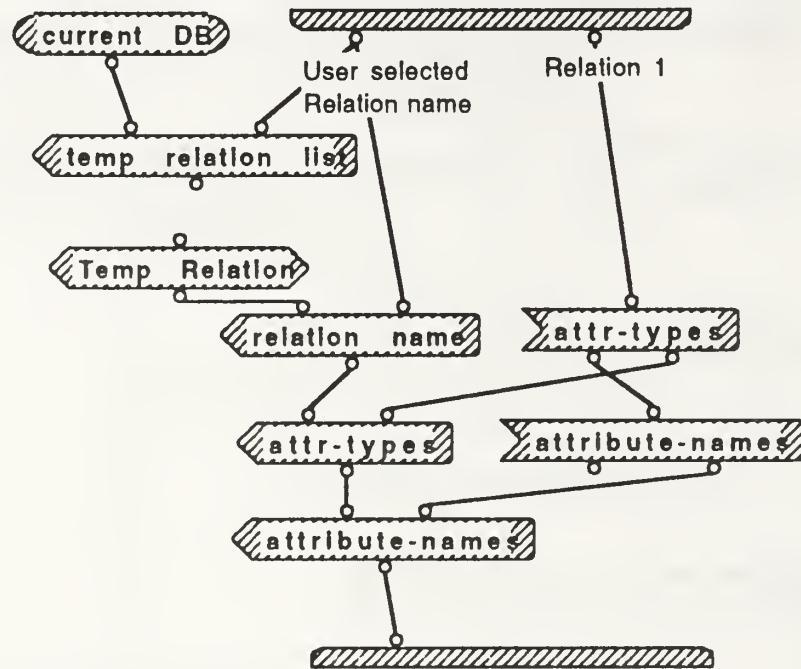 current DB
User selected
Relation name
Relation 1
temp relation list
Temp Relation
relation name
attr-types
attr-types
attribute-names
attribute-names